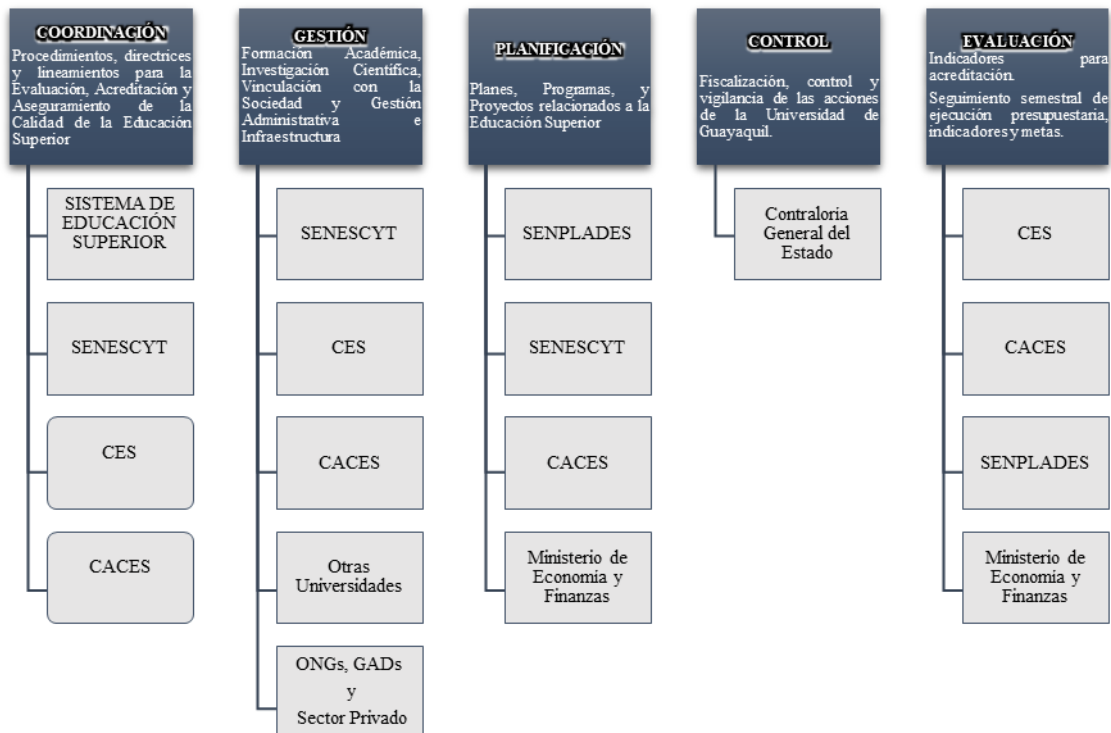 COORDINACIÓN
Procedimientos, directrices
y lineamientos para la
Evaluación, Acreditación y
Aseguramiento de la
Calidad de la Educación
Superior
SISTEMA DE
EDUCACIÓN
SUPERIOR
SENESCYT
CES
CACES
GESTIÓN
Formación Académica,
Investigación Científica,
Vinculación con la
Sociedad y Gestión
Administrativa e
Infraestructura
SENESCYT
CES
CACES
Otras
Universidades
ONGs, GADs
y
Sector Privado
PLANIFICACIÓN
Planes, Programas, y
Proyectos relacionados a la
Educación Superior
SENPLADES
SENESCYT
CACES
Ministerio de
Economía y
Finanzas
CONTROL
Fiscalización, control y
vigilancia de las acciones
de la Universidad de
Guayaquil.
Contraloría
General del
Estado
EVALUACIÓN
Indicadores para
acreditación.
Seguimiento semestral de
ejecución presupuestaria,
indicadores y metas.
CES
CACES
SENPLADES
Ministerio de
Economía y
Finanzas